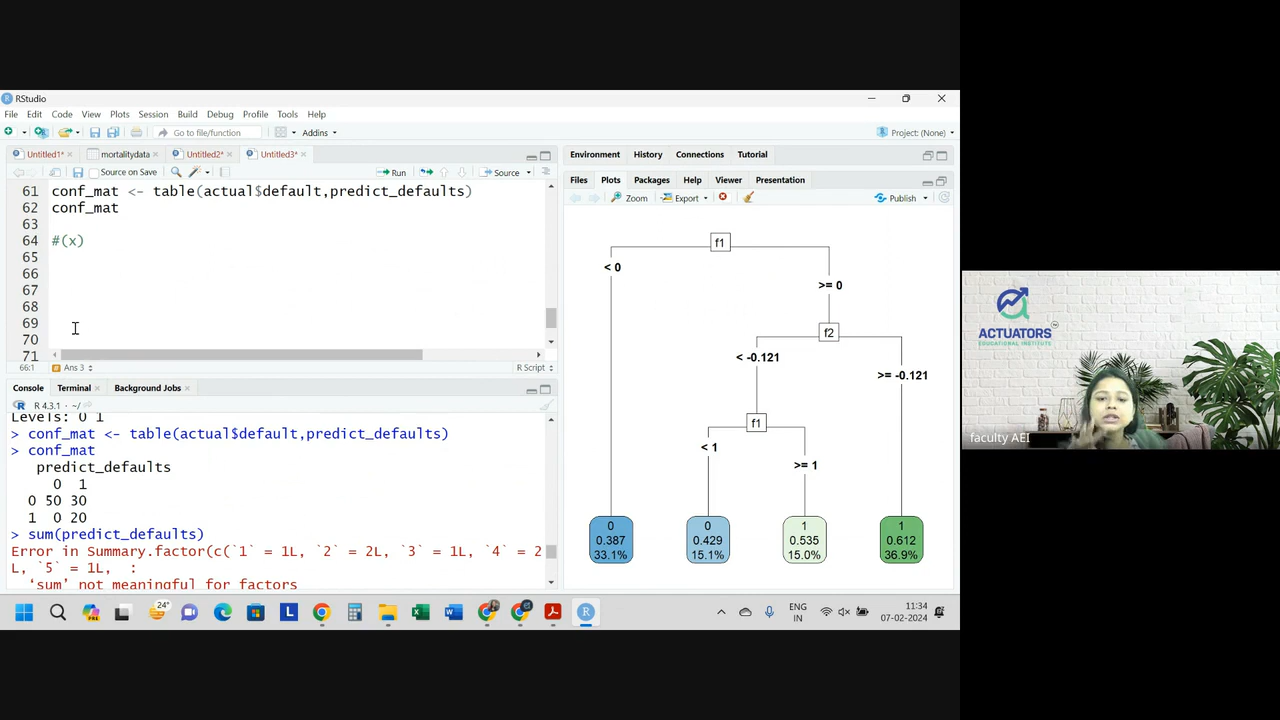 RStudio
File Edit Code View Plots Session Build Debug Profile Tools Help
Go to file/function Addins Project: (None)
Untitled1* mortalitydata Untitled2* Untitled3*
Source on Save Run Source
61 conf_mat <- table(actual$default,predict_defaults)
62 conf_mat
63
64 #(x)
65
66
67
68
69
70
71
66:1 Ans 3 R Script
Console Terminal Background Jobs
R 4.3.1 · ~/
Levels: 0 1
> conf_mat <- table(actual$default,predict_defaults)
> conf_mat
predict_defaults
0 1
0 50 30
1 0 20
> sum(predict_defaults)
Error in Summary.factor(c(`1` = 1L, `2` = 2L, `3` = 1L, `4` = 2
L, `5` = 1L, :
‘sum’ not meaningful for factors
Environment History Connections Tutorial
Files Plots Packages Help Viewer Presentation
Zoom Export Publish
f1
< 0
>= 0
f2
< -0.121
>= -0.121
f1
< 1
>= 1
0 0 1 1
0.387 0.429 0.535 0.612
33.1% 15.1% 15.0% 36.9%
24°
PRE
L
ENG
IN
11:34
07-02-2024
ACTUATORS
EDUCATIONAL INSTITUTE
faculty AEI